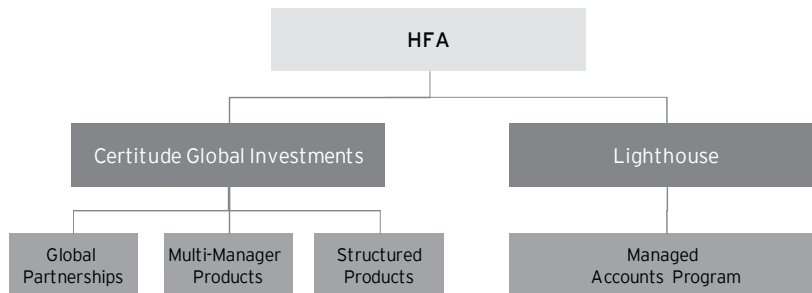 HFA
Certitude Global Investments
Lighthouse
Global
Partnerships
Multi-Manager
Products
Structured
Products
Managed
Accounts Program